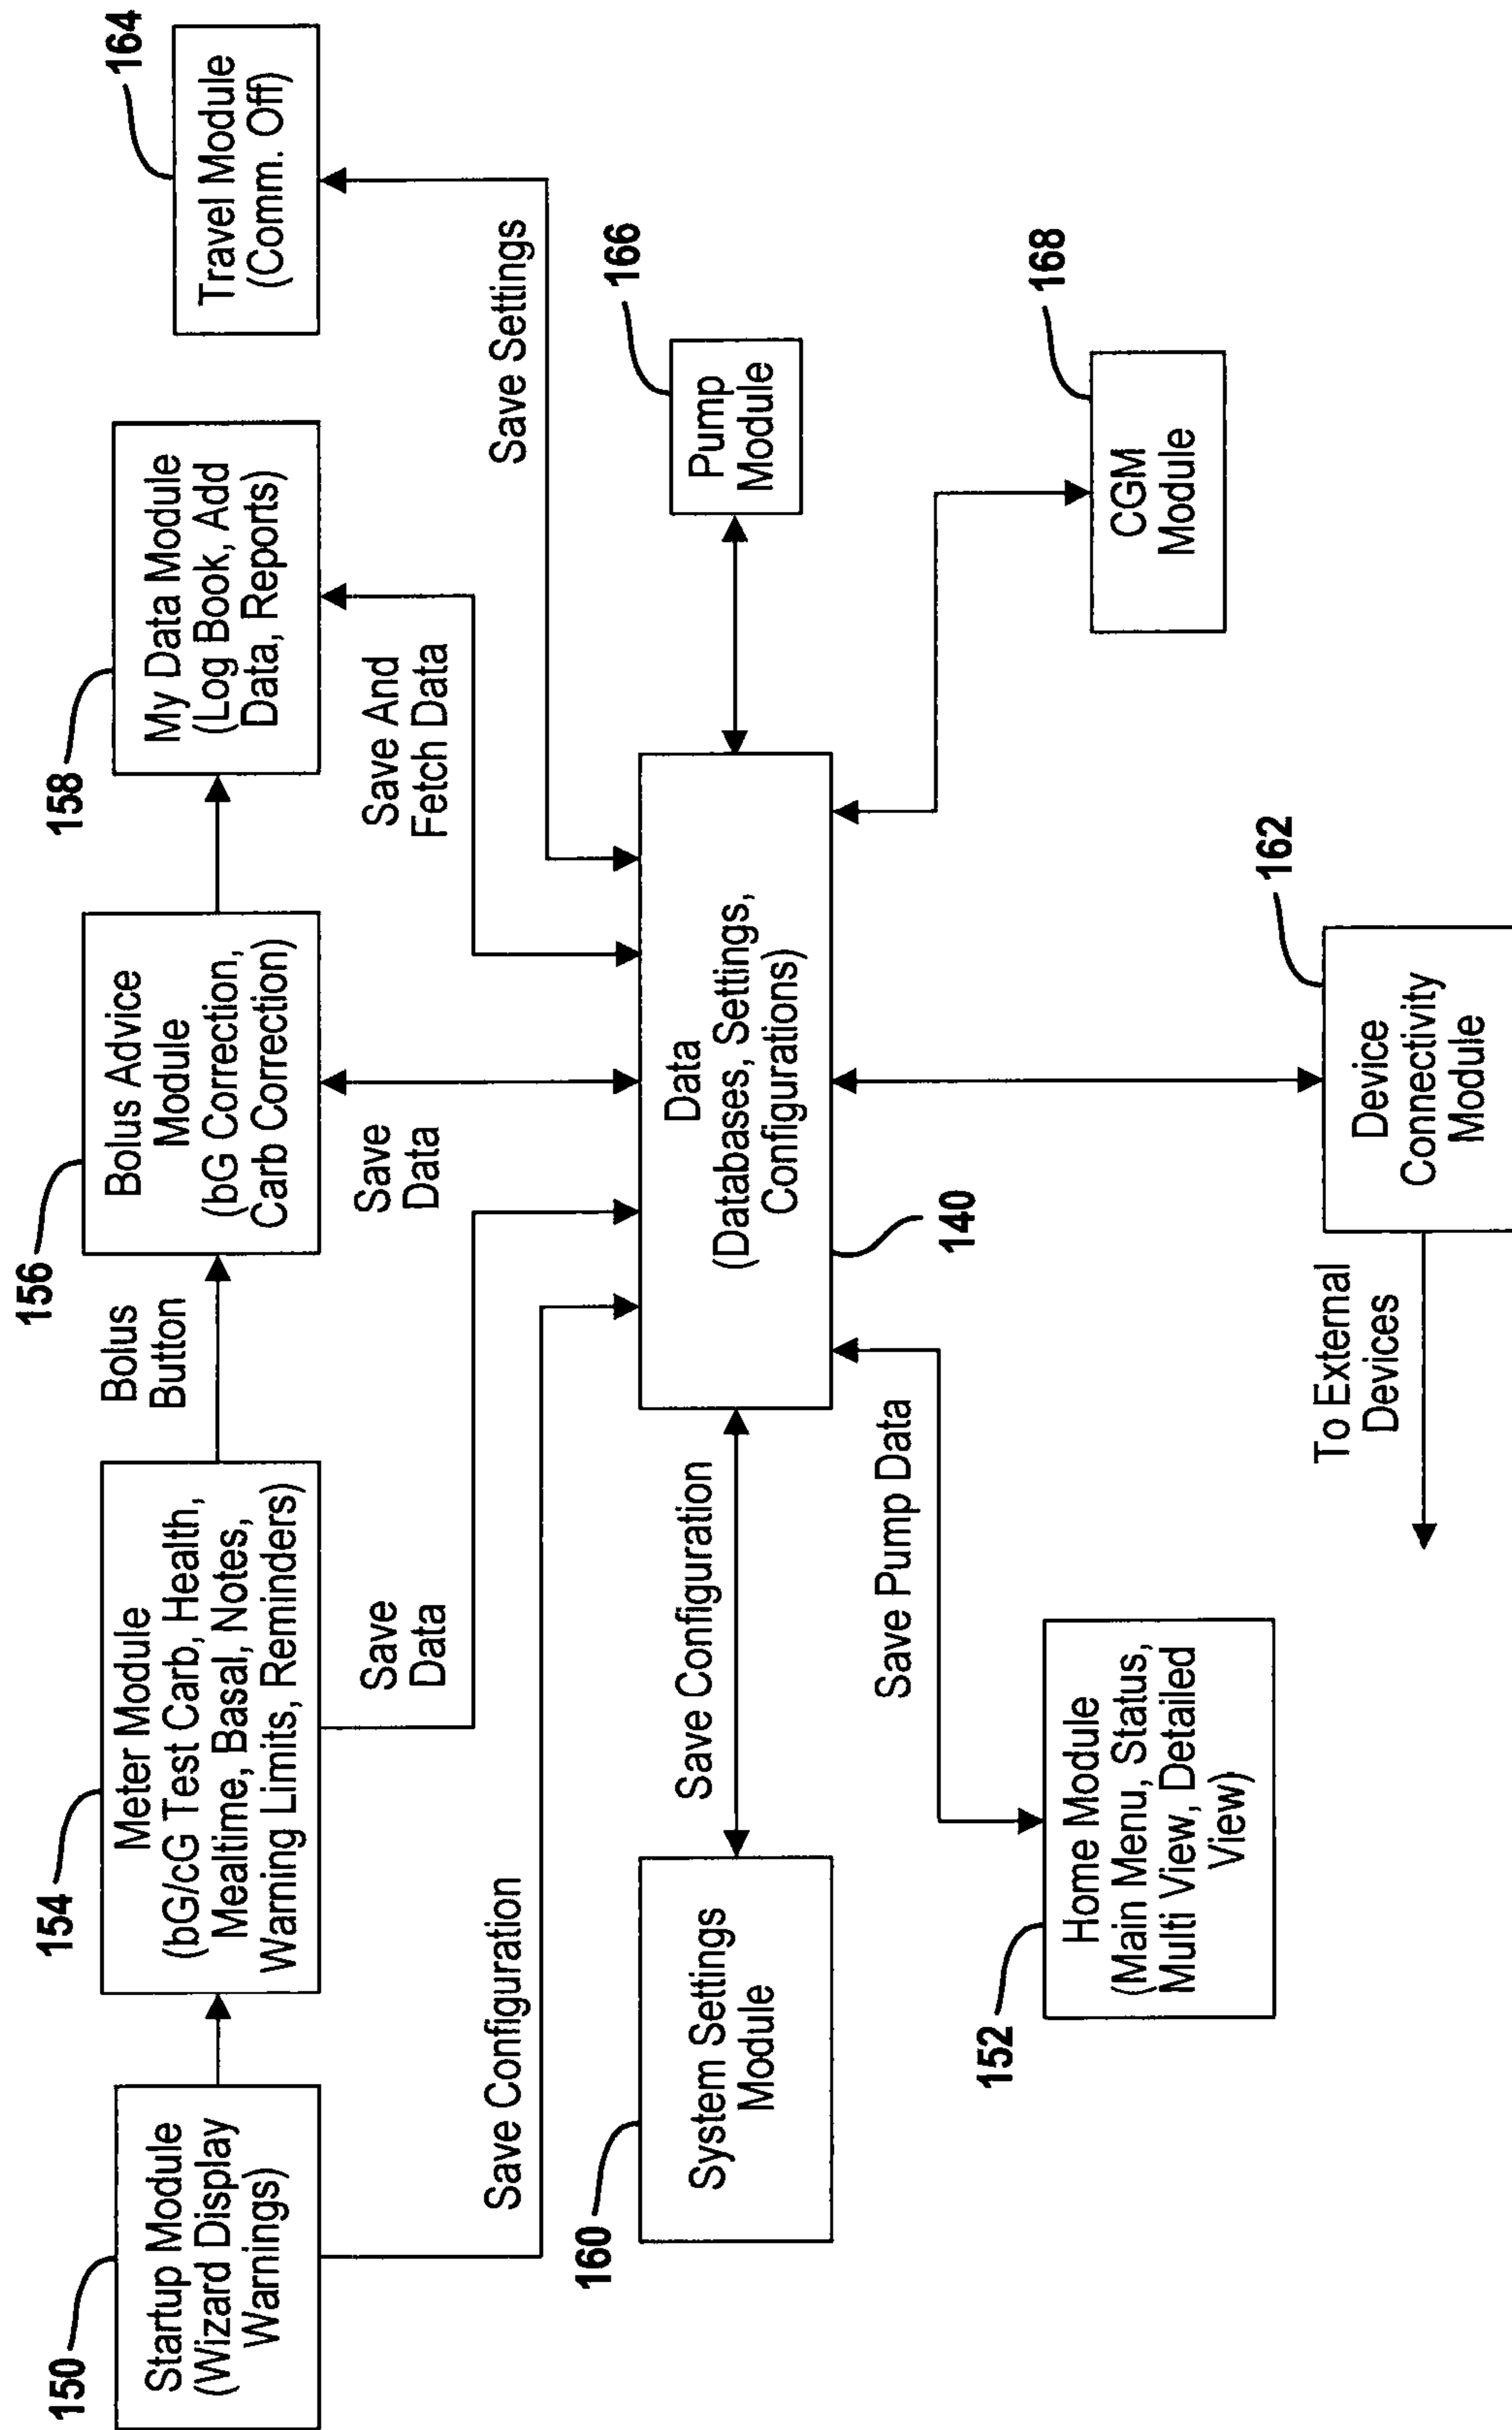 150
Startup Module
(Wizard Display
Warnings)
154
Meter Module
(bG/cG Test Carb, Health,
Mealtime, Basal, Notes,
Warning Limits, Reminders)
Bolus
Button
156
Bolus Advice
Module
(bG Correction,
Carb Correction)
158
My Data Module
(Log Book, Add
Data, Reports)
164
Travel Module
(Comm. Off)
Save Configuration
Save
Data
Save
Data
Save And
Fetch Data
Save Settings
160
System Settings
Module
Save Configuration
Data
(Databases, Settings,
Configurations)
140
166
Pump
Module
152
Home Module
(Main Menu, Status,
Multi View, Detailed
View)
Save Pump Data
168
CGM
Module
To External
Devices
162
Device
Connectivity
Module